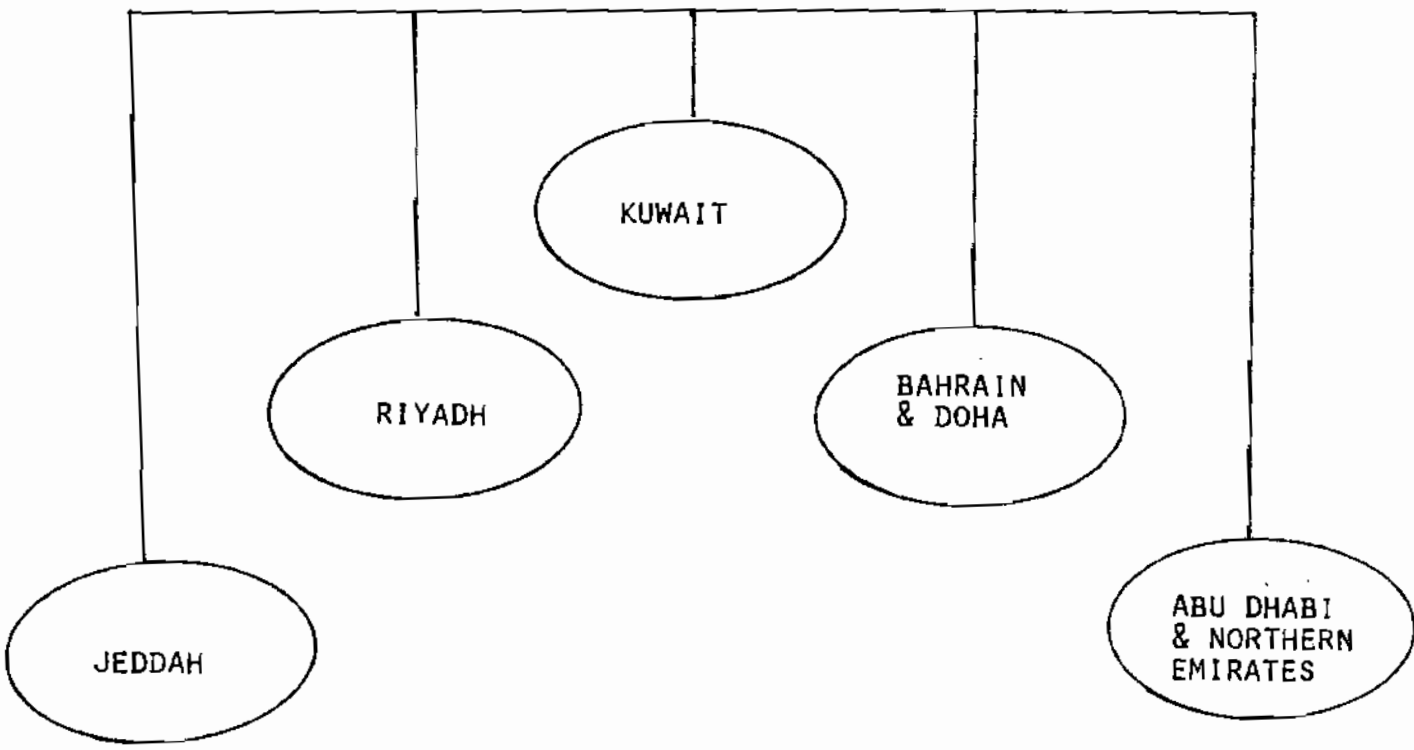 KUWAIT
RIYADH
BAHRAIN
& DOHA
JEDDAH
ABU DHABI
& NORTHERN
EMIRATES